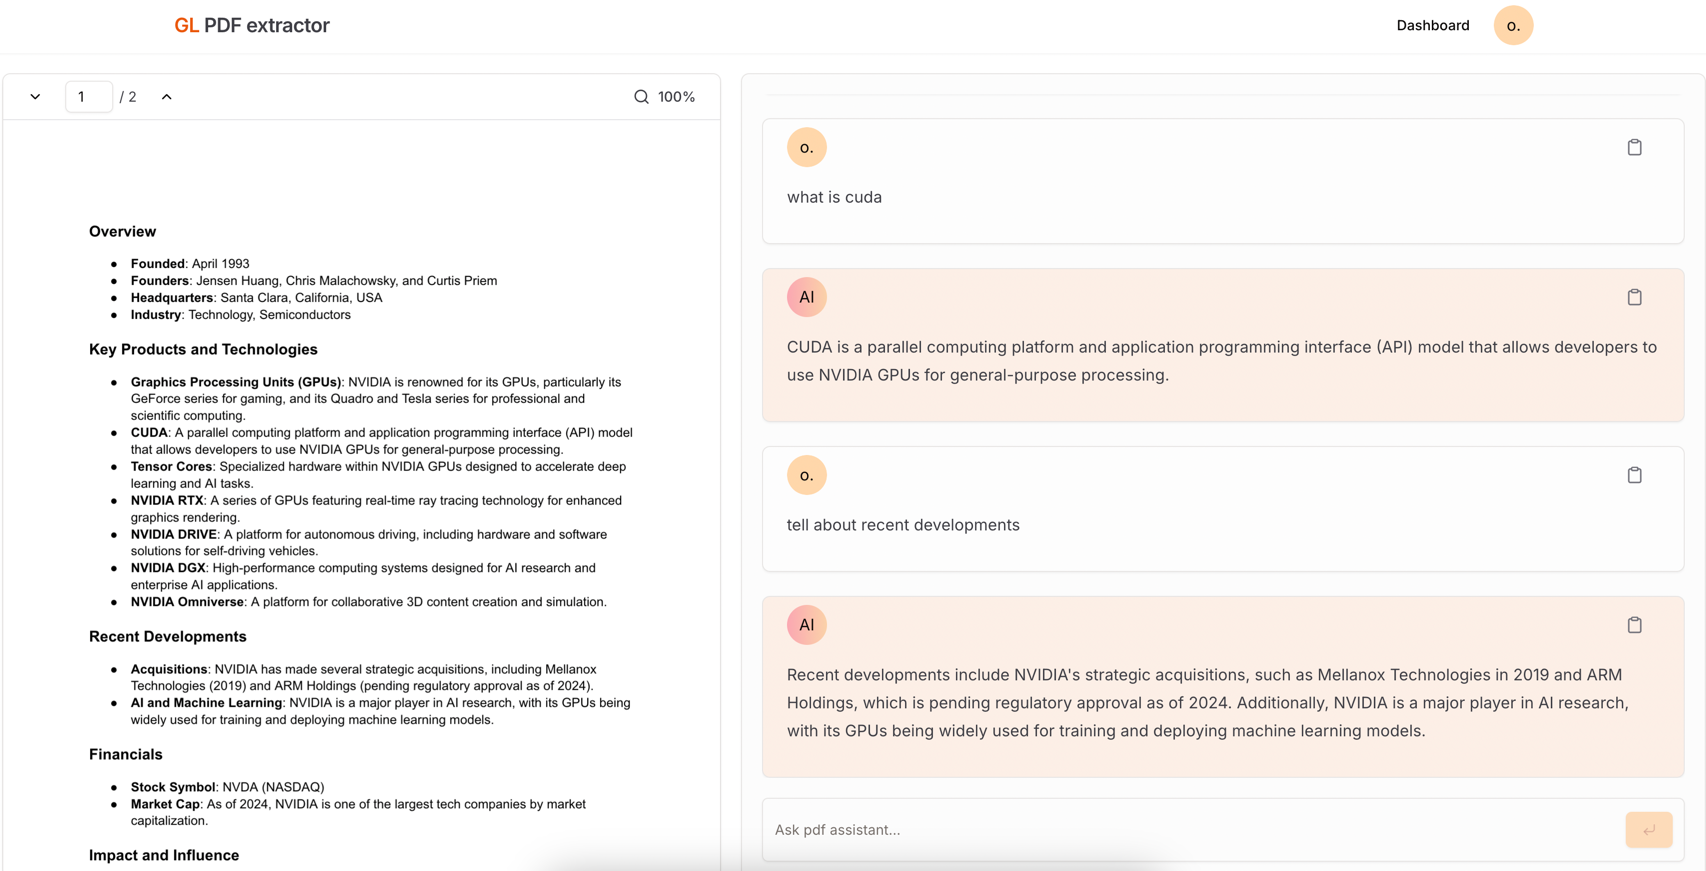 GL PDF extractor
Dashboard
o.
1 / 2
100%
Overview
● Founded: April 1993
● Founders: Jensen Huang, Chris Malachowsky, and Curtis Priem
● Headquarters: Santa Clara, California, USA
● Industry: Technology, Semiconductors
Key Products and Technologies
● Graphics Processing Units (GPUs): NVIDIA is renowned for its GPUs, particularly its
GeForce series for gaming, and its Quadro and Tesla series for professional and
scientific computing.
● CUDA: A parallel computing platform and application programming interface (API) model
that allows developers to use NVIDIA GPUs for general-purpose processing.
● Tensor Cores: Specialized hardware within NVIDIA GPUs designed to accelerate deep
learning and AI tasks.
● NVIDIA RTX: A series of GPUs featuring real-time ray tracing technology for enhanced
graphics rendering.
● NVIDIA DRIVE: A platform for autonomous driving, including hardware and software
solutions for self-driving vehicles.
● NVIDIA DGX: High-performance computing systems designed for AI research and
enterprise AI applications.
● NVIDIA Omniverse: A platform for collaborative 3D content creation and simulation.
Recent Developments
● Acquisitions: NVIDIA has made several strategic acquisitions, including Mellanox
Technologies (2019) and ARM Holdings (pending regulatory approval as of 2024).
● AI and Machine Learning: NVIDIA is a major player in AI research, with its GPUs being
widely used for training and deploying machine learning models.
Financials
● Stock Symbol: NVDA (NASDAQ)
● Market Cap: As of 2024, NVIDIA is one of the largest tech companies by market
capitalization.
Impact and Influence
o.
what is cuda
AI
CUDA is a parallel computing platform and application programming interface (API) model that allows developers to
use NVIDIA GPUs for general-purpose processing.
o.
tell about recent developments
AI
Recent developments include NVIDIA's strategic acquisitions, such as Mellanox Technologies in 2019 and ARM
Holdings, which is pending regulatory approval as of 2024. Additionally, NVIDIA is a major player in AI research,
with its GPUs being widely used for training and deploying machine learning models.
Ask pdf assistant...